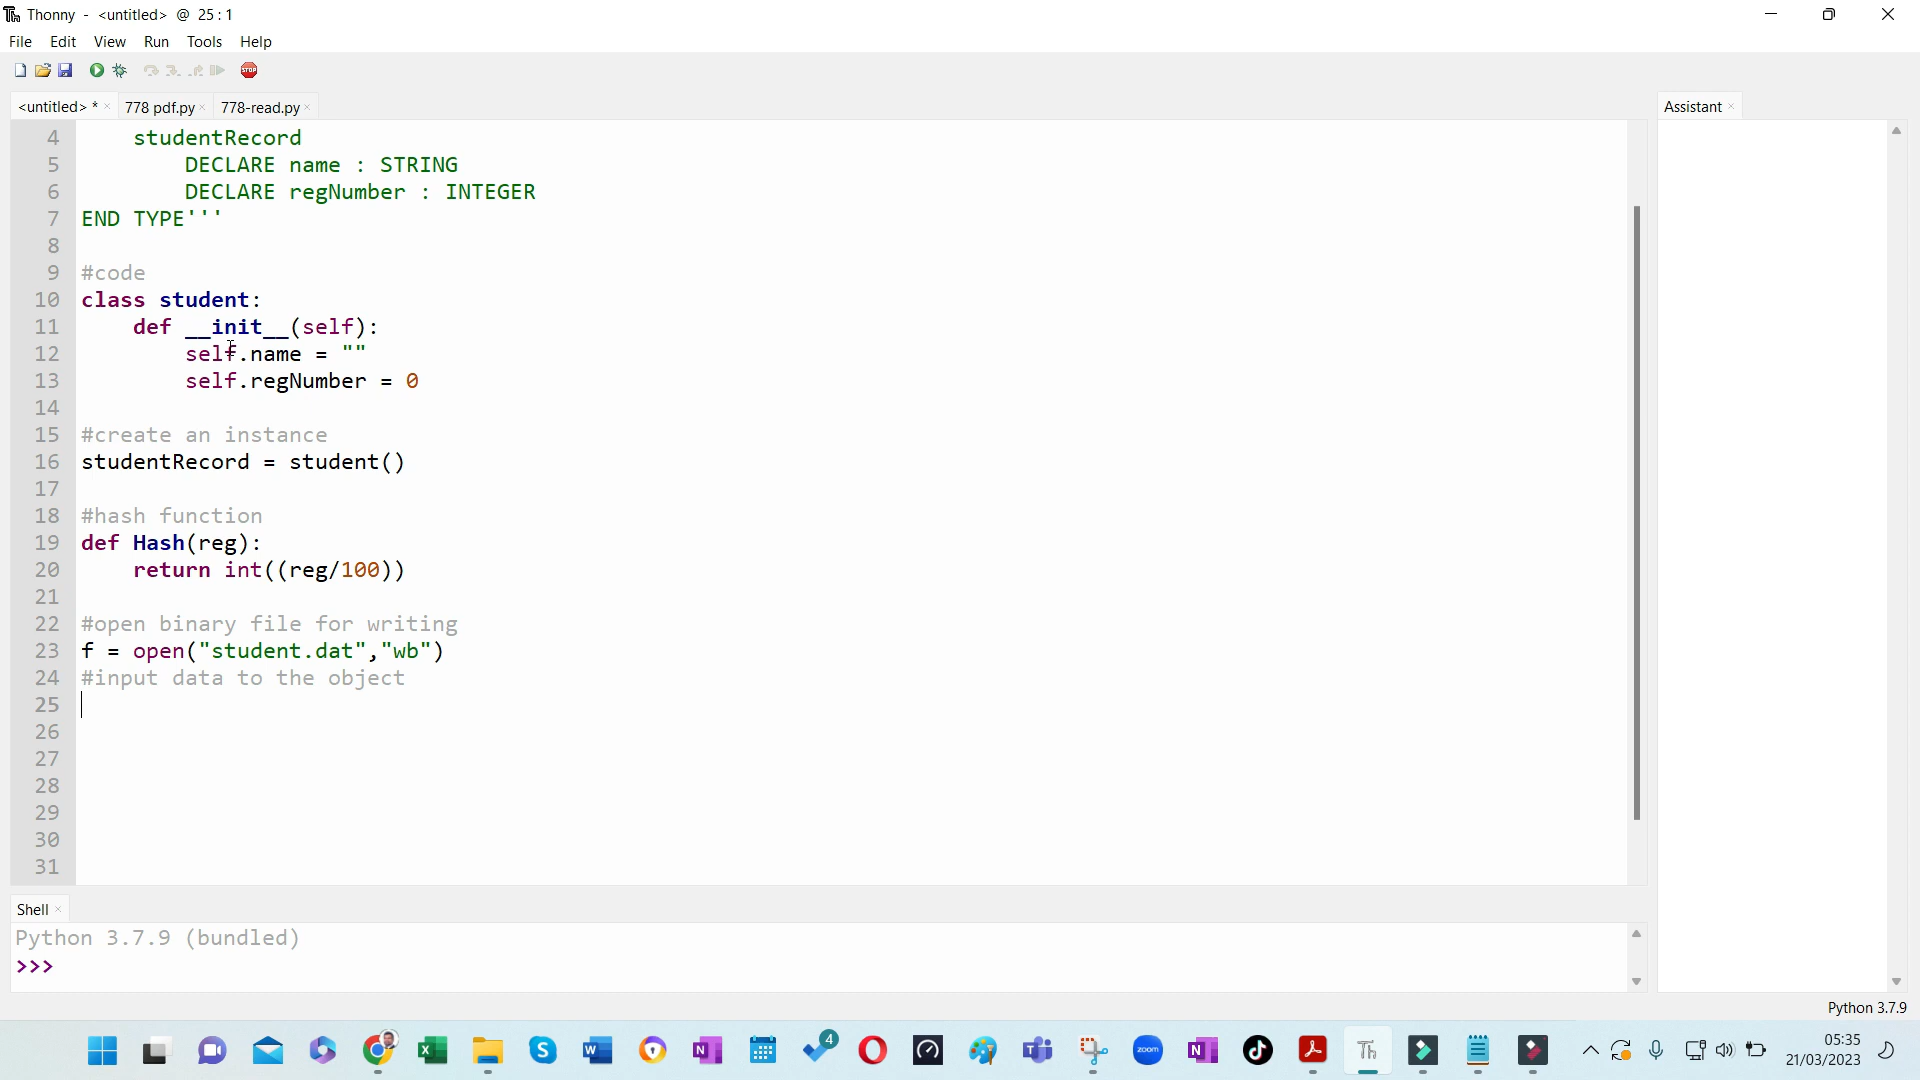 Thonny - <untitled> @ 25 : 1
File Edit View Run Tools Help
STOP
<untitled> * × 778 pdf.py × 778-read.py × Assistant ×
4     studentRecord
5         DECLARE name : STRING
6         DECLARE regNumber : INTEGER
7 END TYPE'''
8
9 #code
10 class student:
11     def __init__(self):
12         self.name = ""
13         self.regNumber = 0
14
15 #create an instance
16 studentRecord = student()
17
18 #hash function
19 def Hash(reg):
20     return int((reg/100))
21
22 #open binary file for writing
23 f = open("student.dat","wb")
24 #input data to the object
25
26
27
28
29
30
31
Shell ×
Python 3.7.9 (bundled)
>>>
Python 3.7.9
4
zoom
Th
05:35
21/03/2023